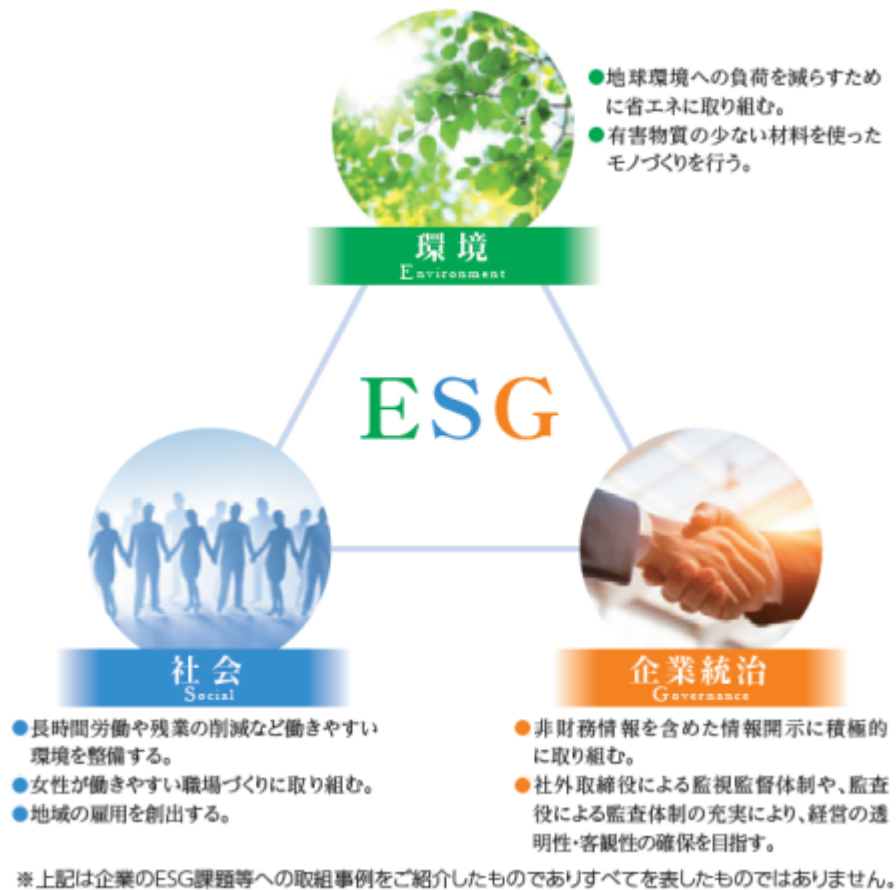 ●地球環境への負荷を減らすため
に省エネに取り組む。
●有害物質の少ない材料を使った
モノづくりを行う。
環境
Environment
ESG
社会
Social
●長時間労働や残業の削減など働きやすい
環境を整備する。
●女性が働きやすい職場づくりに取り組む。
●地域の雇用を創出する。
企業統治
Governance
●非財務情報を含めた情報開示に積極的
に取り組む。
●社外取締役による監視監督体制や、監査
役による監査体制の充実により、経営の透
明性・客観性の確保を目指す。
※上記は企業のESG課題等への取組事例をご紹介したものでありすべてを表したものではありません。